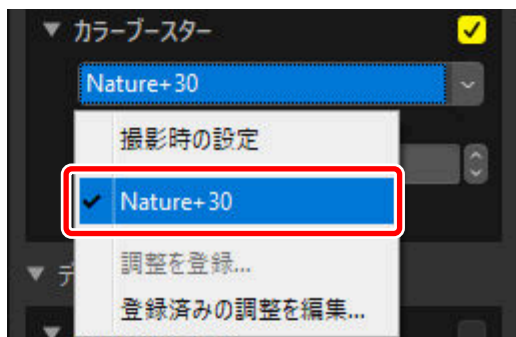 カラーブースター
Nature+30
撮影時の設定
Nature+30
調整を登録...
デ
登録済みの調整を編集...